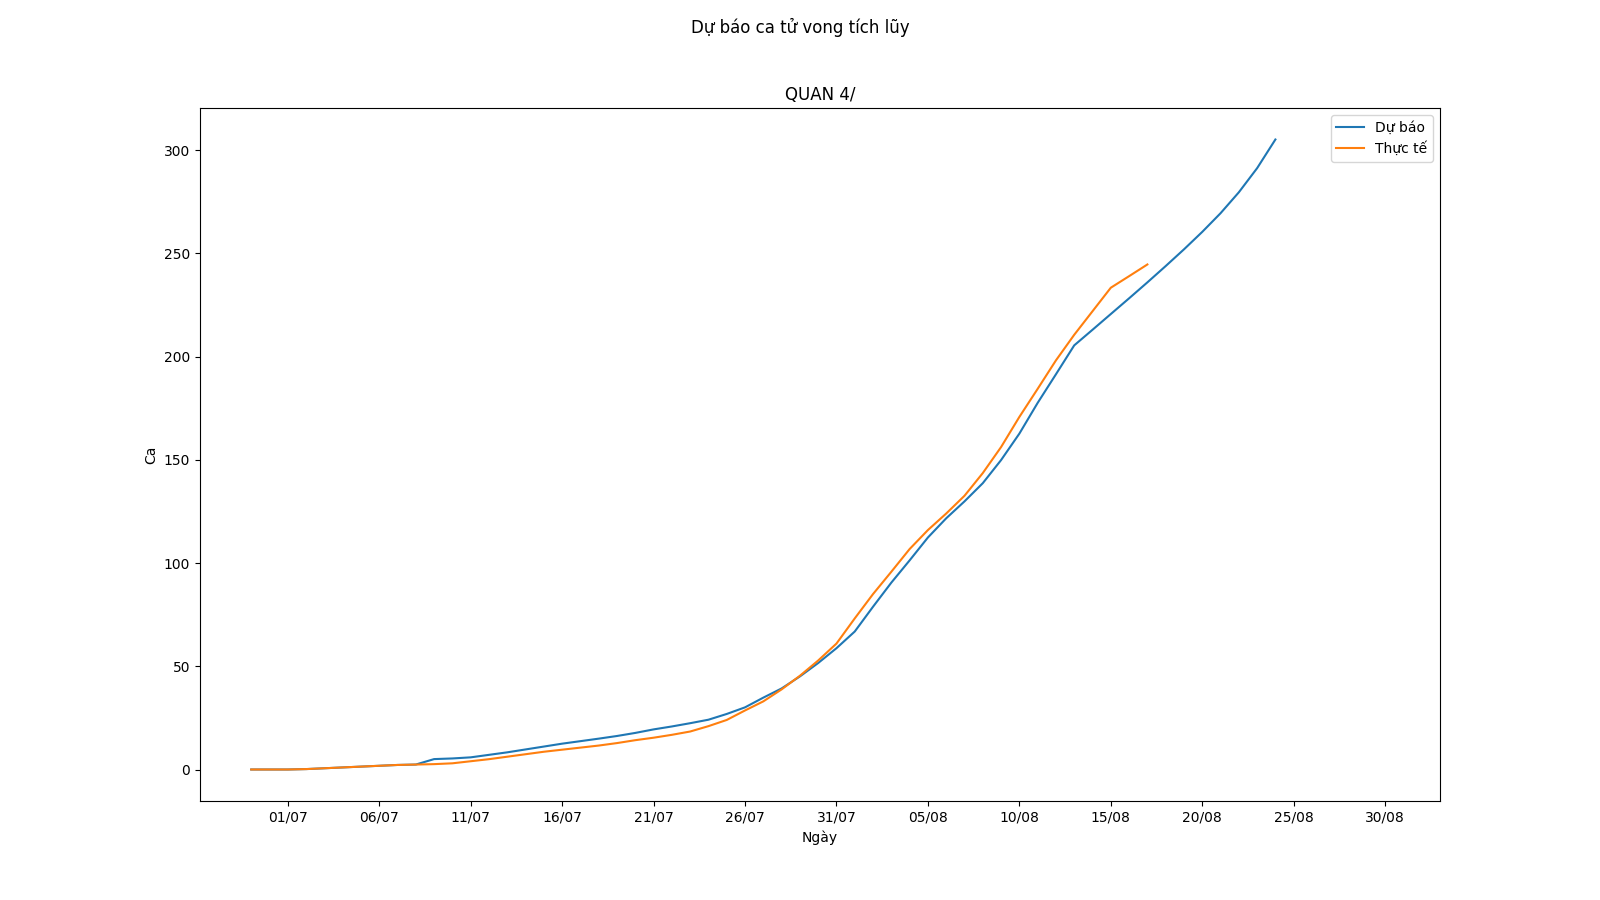 Dự báo ca tử vong tích lũy
QUAN 4/
Dự báo
Thực tế
300
250
200
150
100
50
0
Ca
01/07 06/07 11/07 16/07 21/07 26/07 31/07 05/08 10/08 15/08 20/08 25/08 30/08
Ngày